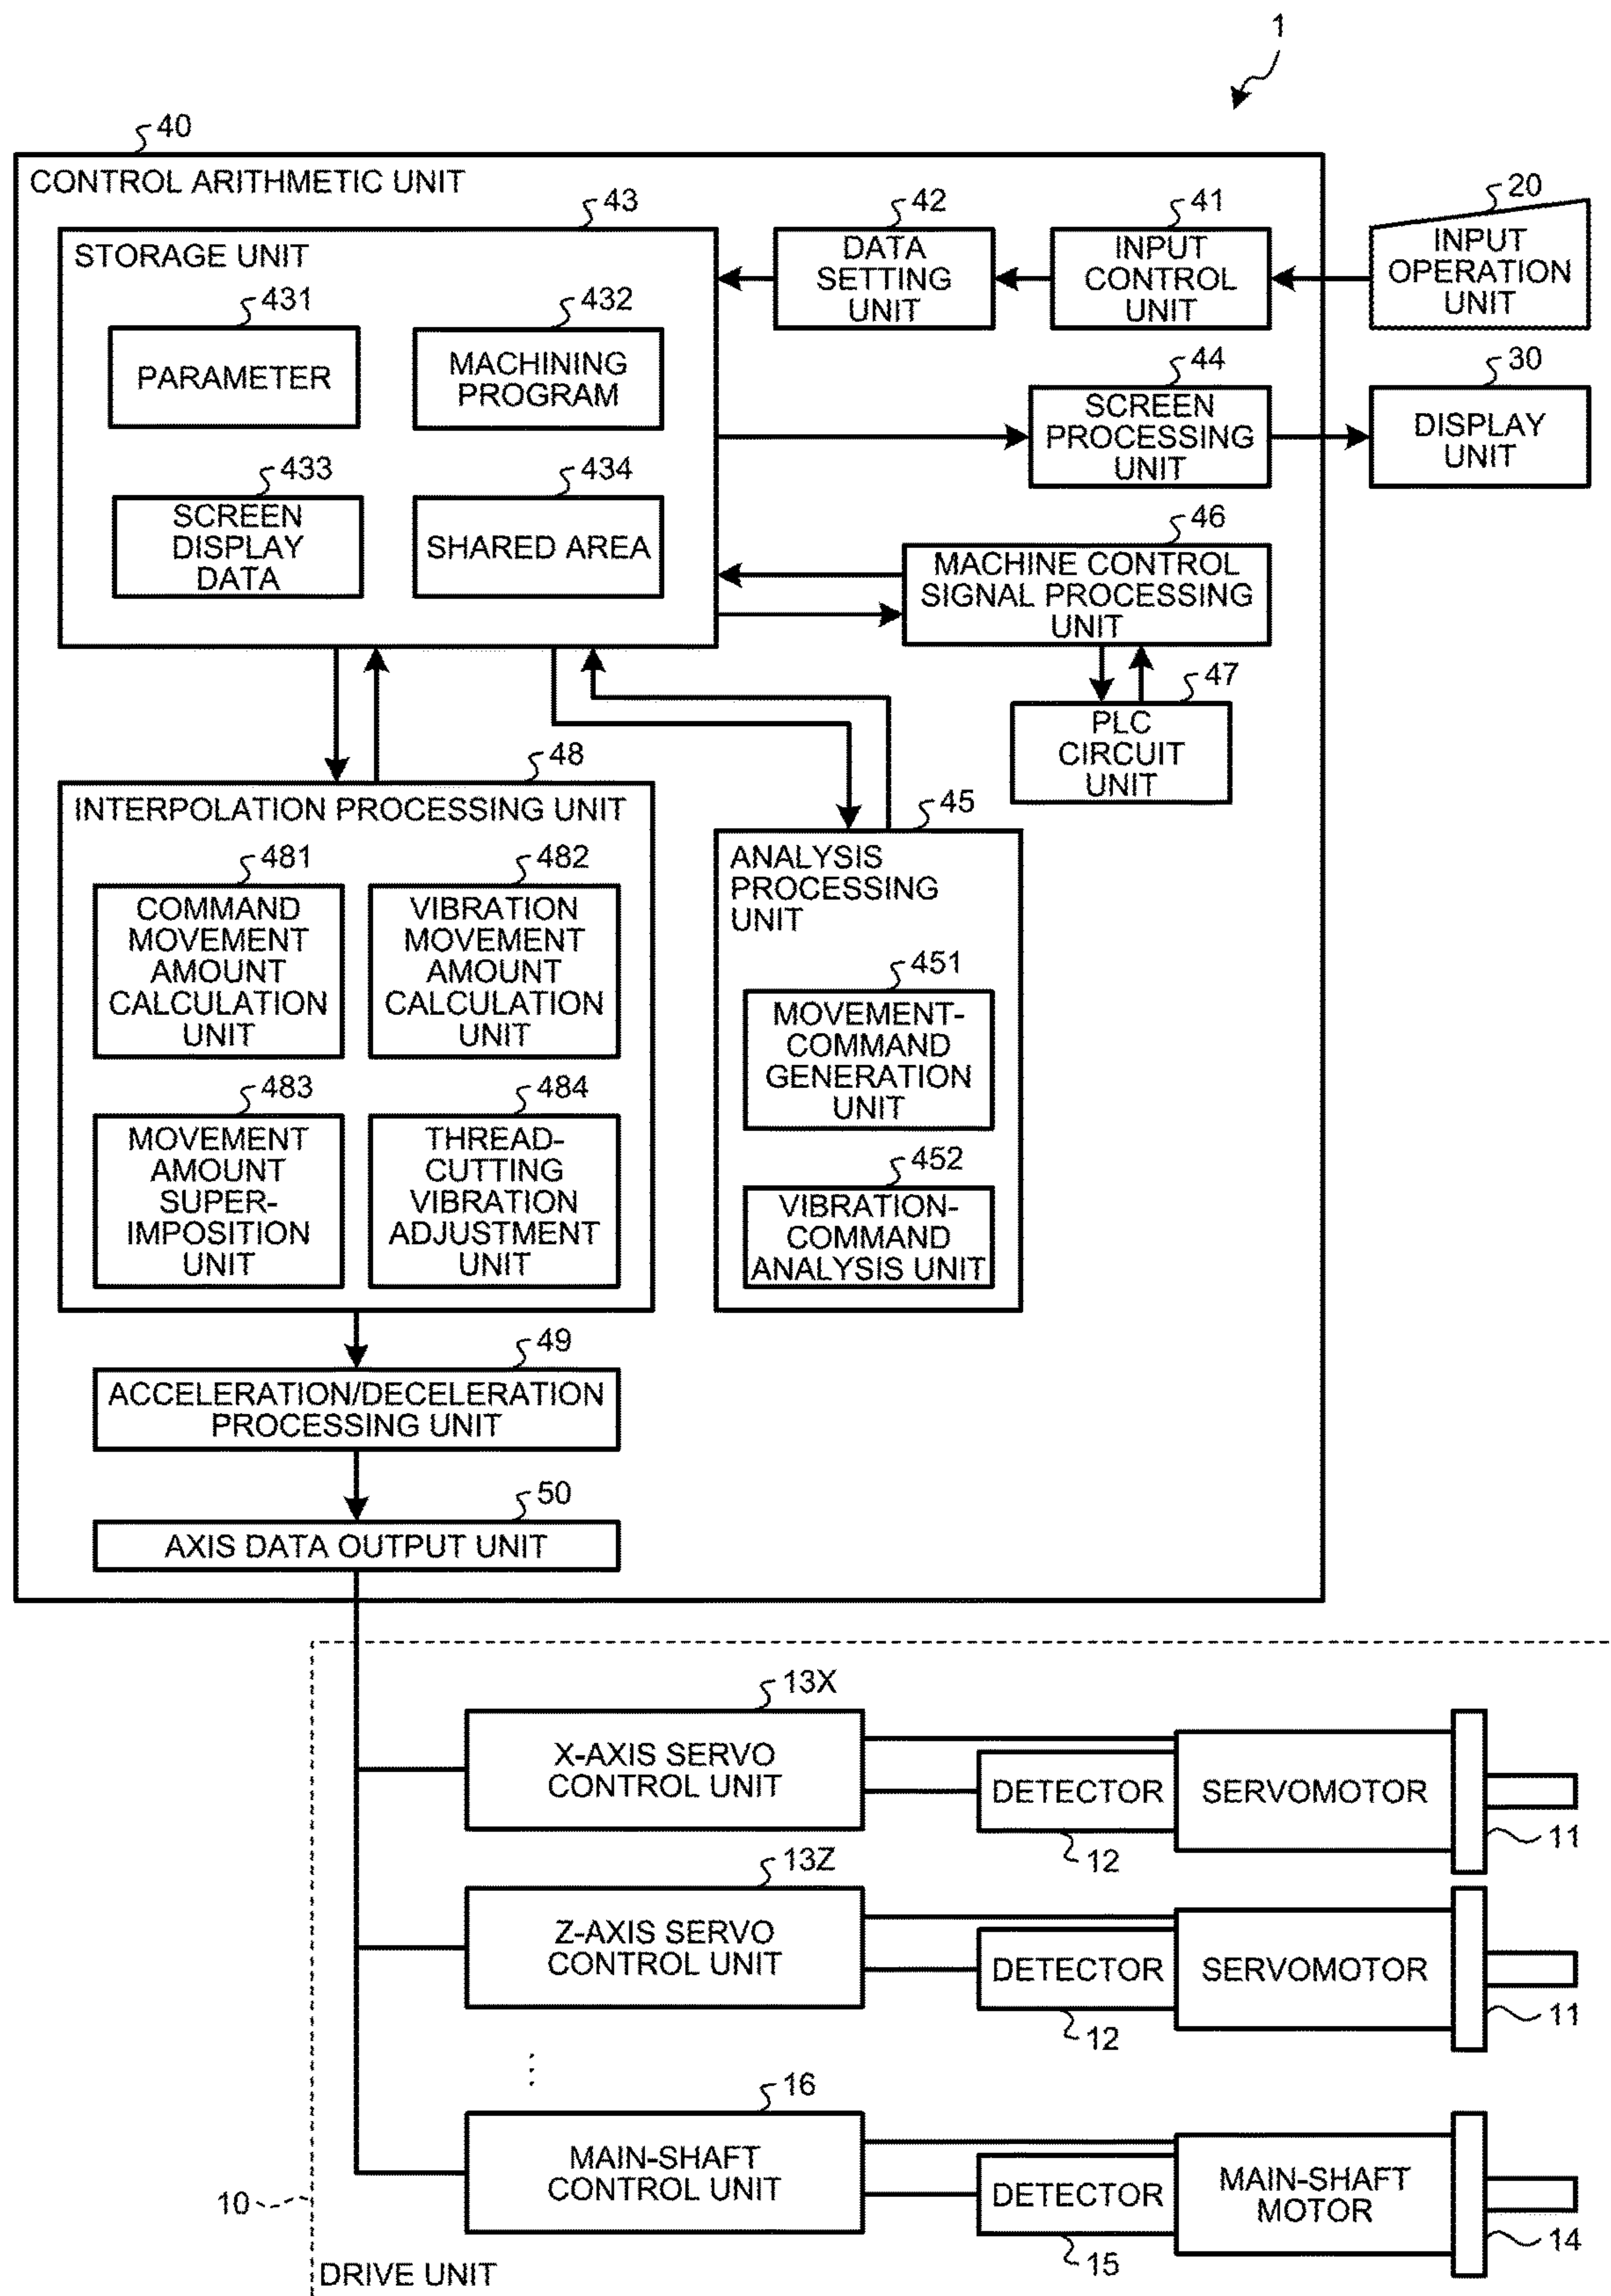 1
40
CONTROL ARITHMETIC UNIT
43
STORAGE UNIT
431
PARAMETER
432
MACHINING
PROGRAM
433
SCREEN
DISPLAY
DATA
434
SHARED AREA
42
DATA
SETTING
UNIT
41
INPUT
CONTROL
UNIT
20
INPUT
OPERATION
UNIT
44
SCREEN
PROCESSING
UNIT
30
DISPLAY
UNIT
46
MACHINE CONTROL
SIGNAL PROCESSING
UNIT
47
PLC
CIRCUIT
UNIT
48
INTERPOLATION PROCESSING UNIT
481
COMMAND
MOVEMENT
AMOUNT
CALCULATION
UNIT
482
VIBRATION
MOVEMENT
AMOUNT
CALCULATION
UNIT
483
MOVEMENT
AMOUNT
SUPER-
IMPOSITION
UNIT
484
THREAD-
CUTTING
VIBRATION
ADJUSTMENT
UNIT
45
ANALYSIS
PROCESSING
UNIT
451
MOVEMENT-
COMMAND
GENERATION
UNIT
452
VIBRATION-
COMMAND
ANALYSIS UNIT
49
ACCELERATION/DECELERATION
PROCESSING UNIT
50
AXIS DATA OUTPUT UNIT
13X
X-AXIS SERVO
CONTROL UNIT
DETECTOR
12
SERVOMOTOR
11
13Z
Z-AXIS SERVO
CONTROL UNIT
DETECTOR
12
SERVOMOTOR
11
16
MAIN-SHAFT
CONTROL UNIT
DETECTOR
15
MAIN-SHAFT
MOTOR
14
10
DRIVE UNIT